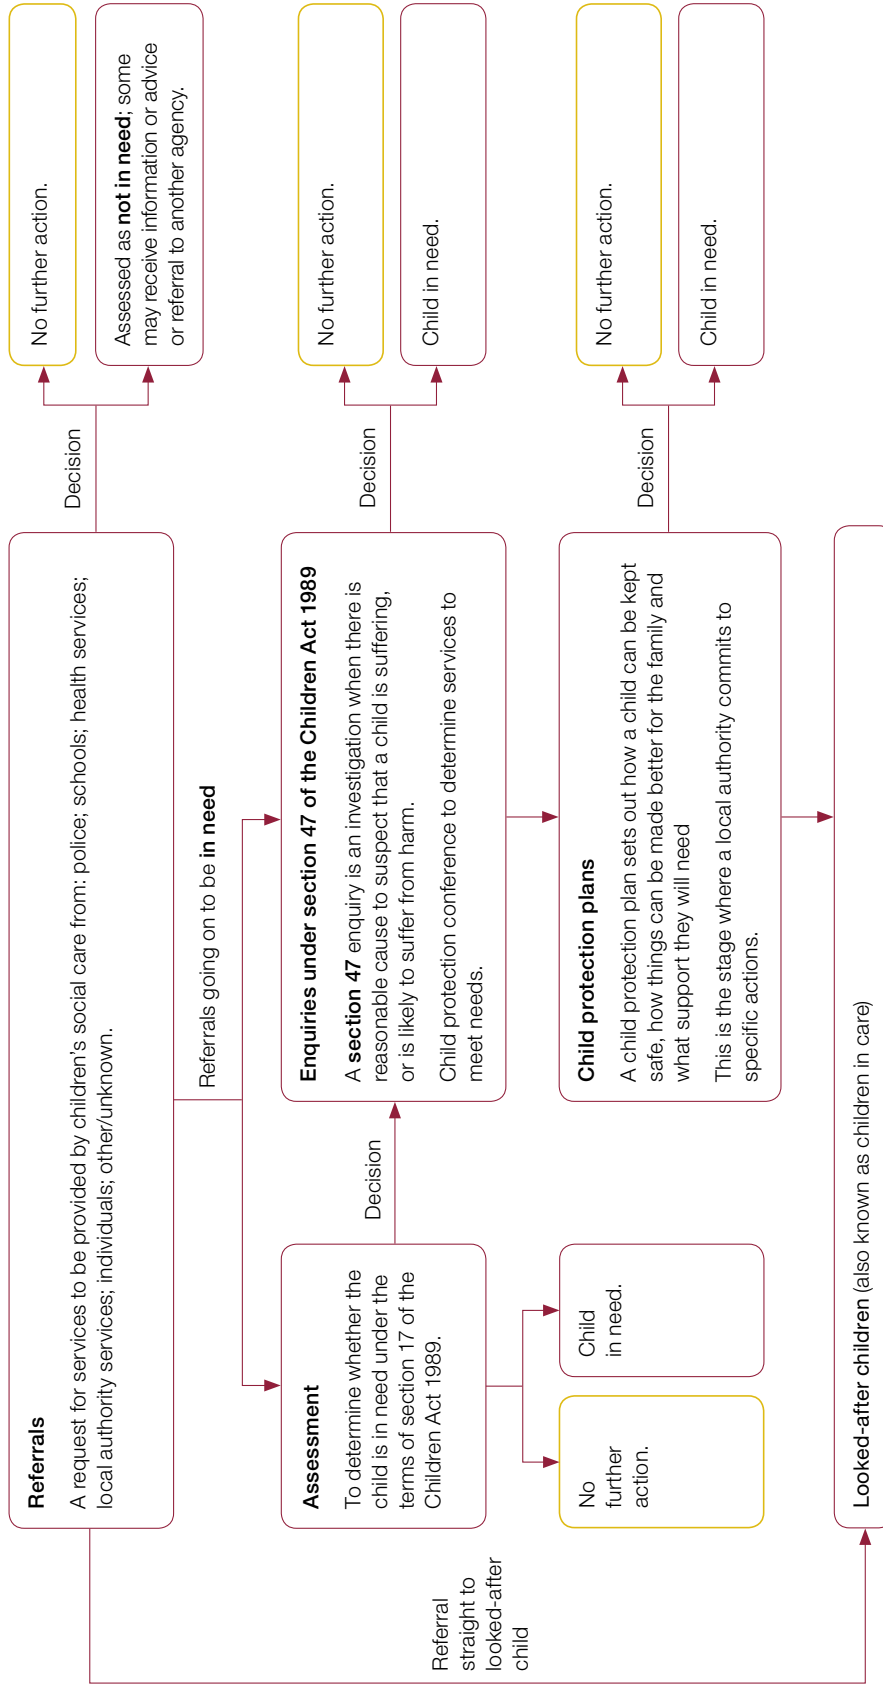 Referrals
A request for services to be provided by children’s social care from: police; schools; health services;
local authority services; individuals; other/unknown.
Decision
No further action.
Assessed as not in need; some
may receive information or advice
or referral to another agency.
Referral
straight to
looked-after
child
Referrals going on to be in need
Assessment
To determine whether the
child is in need under the
terms of section 17 of the
Children Act 1989.
Decision
Enquiries under section 47 of the Children Act 1989
A section 47 enquiry is an investigation when there is
reasonable cause to suspect that a child is suffering,
or is likely to suffer from harm.
Child protection conference to determine services to
meet needs.
Decision
No further action.
Child in need.
No
further
action.
Child
in need.
Child protection plans
A child protection plan sets out how a child can be kept
safe, how things can be made better for the family and
what support they will need
This is the stage where a local authority commits to
specific actions.
Decision
No further action.
Child in need.
Looked-after children (also known as children in care)